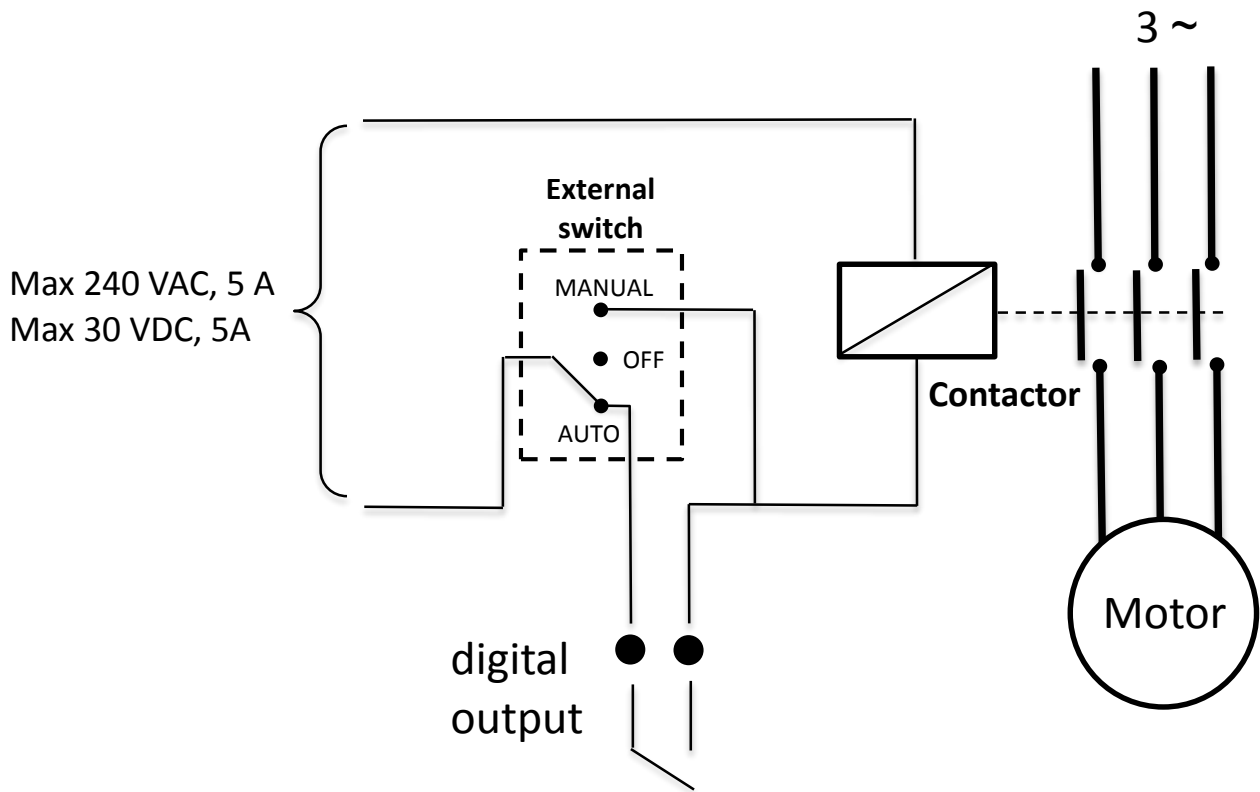 3 ~
External
switch
Max 240 VAC, 5 A
Max 30 VDC, 5A
MANUAL
OFF
AUTO
Contactor
Motor
digital
output